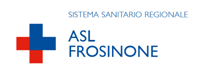 SISTEMA SANITARIO REGIONALE
ASL
FROSINONE